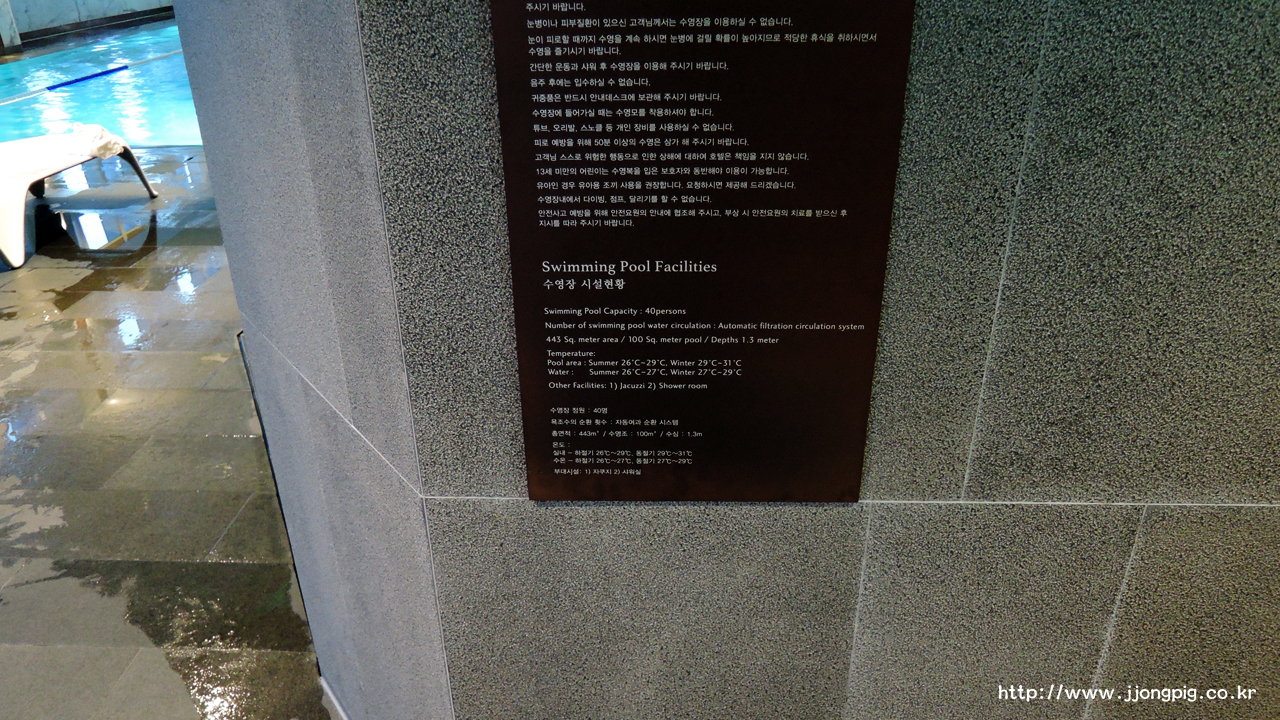 주시기 바랍니다.
눈병이나 피부질환이 있으신 고객님께서는 수영장을 이용하실 수 없습니다.
눈이 피로할 때까지 수영을 계속 하시면 눈병에 걸릴 확률이 높아지므로 적당한 휴식을 취하시면서
수영을 즐기시기 바랍니다.
간단한 운동과 샤워 후 수영장을 이용해 주시기 바랍니다.
음주 후에는 입수하실 수 없습니다.
귀중품은 반드시 안내데스크에 보관해 주시기 바랍니다.
수영장에 들어가실 때는 수영모를 착용하셔야 합니다.
튜브, 오리발, 스노클 등 개인 장비를 사용하실 수 없습니다.
피로 예방을 위해 50분 이상의 수영은 삼가 해 주시기 바랍니다.
고객님 스스로 위험한 행동으로 인한 상해에 대하여 호텔은 책임을 지지 않습니다.
13세 미만의 어린이는 수영복을 입은 보호자와 동반해야 이용이 가능합니다.
유아인 경우 유아용 조끼 사용을 권장합니다. 요청하시면 제공해 드리겠습니다.
수영장내에서 다이빙, 점프, 달리기를 할 수 없습니다.
안전사고 예방을 위해 안전요원의 안내에 협조해 주시고, 부상 시 안전요원의 치료를 받으신 후
지시를 따라 주시기 바랍니다.
Swimming Pool Facilities
수영장 시설현황
Swimming Pool Capacity : 40persons
Number of swimming pool water circulation : Automatic filtration circulation system
443 Sq. meter area / 100 Sq. meter pool / Depths 1.3 meter
Temperature:
Pool area : Summer 26°C~29°C, Winter 29°C~31°C
Water : Summer 26°C~27°C, Winter 27°C~29°C
Other Facilities: 1) Jacuzzi 2) Shower room
수영장 정원 : 40명
욕조수의 순환 횟수 : 자동여과 순환 시스템
총면적 : 443m² / 수영조 : 100m² / 수심 : 1.3m
온도 :
실내 - 하절기 26℃~29℃, 동절기 29℃~31℃
수온 - 하절기 26℃~27℃, 동절기 27℃~29℃
부대시설: 1) 자쿠지 2) 샤워실
http://www.jjongpig.co.kr